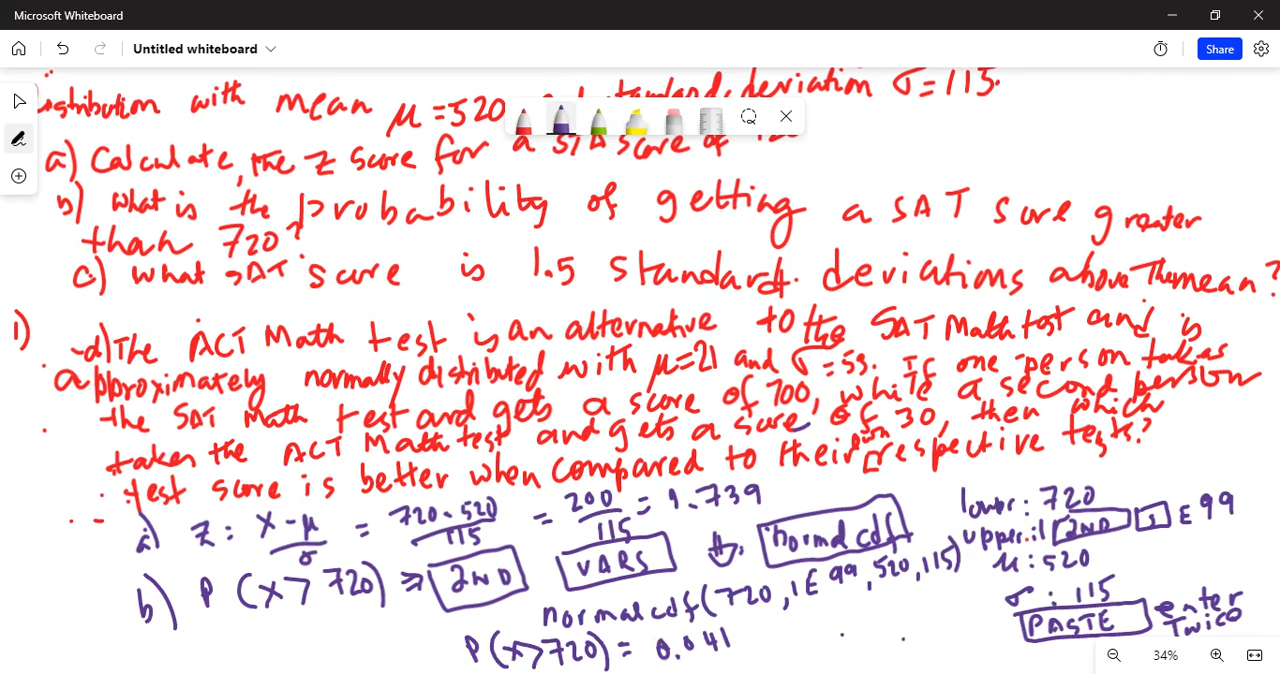 Microsoft Whiteboard
Untitled whiteboard
Share
distribution with mean μ=520 standard deviation σ=115.
a) Calculate, the z score for a score of 720
b) what is the probability of getting a SAT score greater
than 720?
c) what SAT score is 1.5 standard deviations above the mean?
1)
d) The ACT Math test is an alternative to the SAT Math test and is
approximately normally distributed with μ=21 and σ=53. If one person takes
the SAT Math test and gets a score of 700, while a second person
takes the ACT Math test and gets a score of 30, then which
test score is better when compared to their respective tests?
a) z: x-μ/σ = 720-520/115 = 200/115 = 1.739
b) P(x>720) ⇒ 2ND VARS normalcdf
normalcdf(720,1E99,520,115)
P(x>720) = 0.041
lower: 720
upper:1 2ND , E99
μ:520
σ:115
PASTE enter
Twice
34%